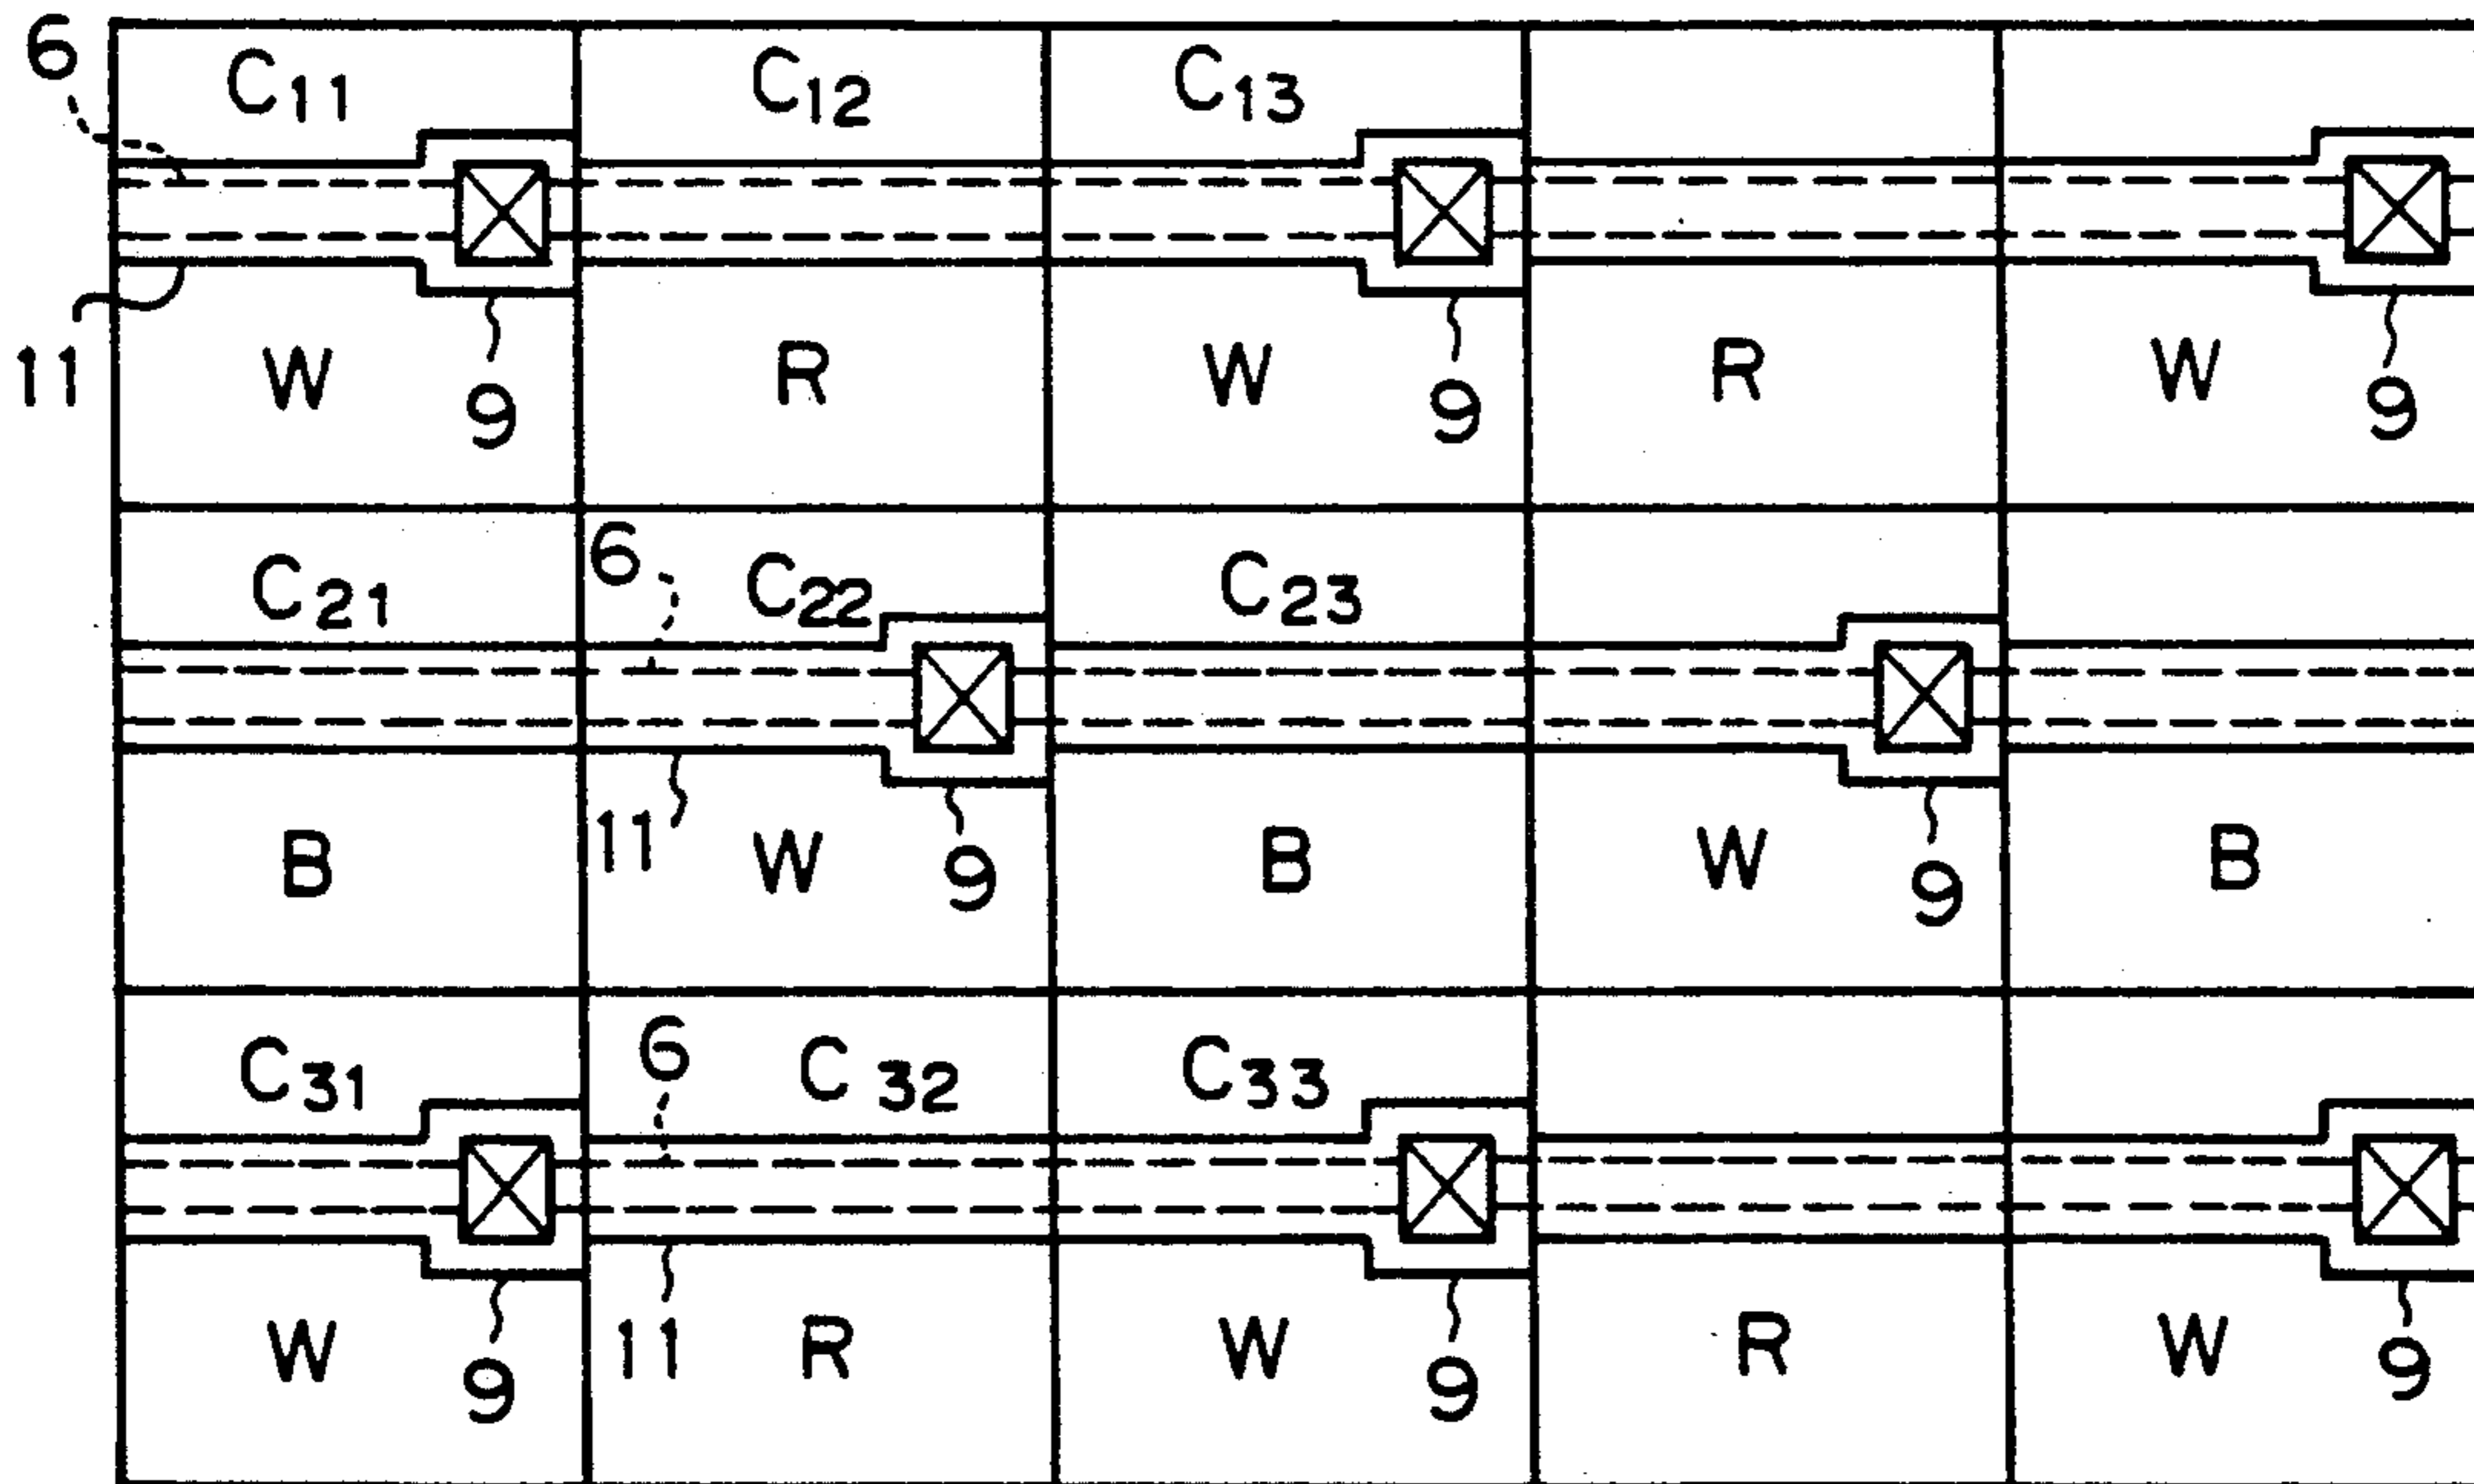 6
C11 C12 C13
11
W 9 R W 9 R W 9
C21 6 C22 C23
B 11 W 9 B W 9 B
C31 6 C32 C33
W 9 11 R W 9 R W 9